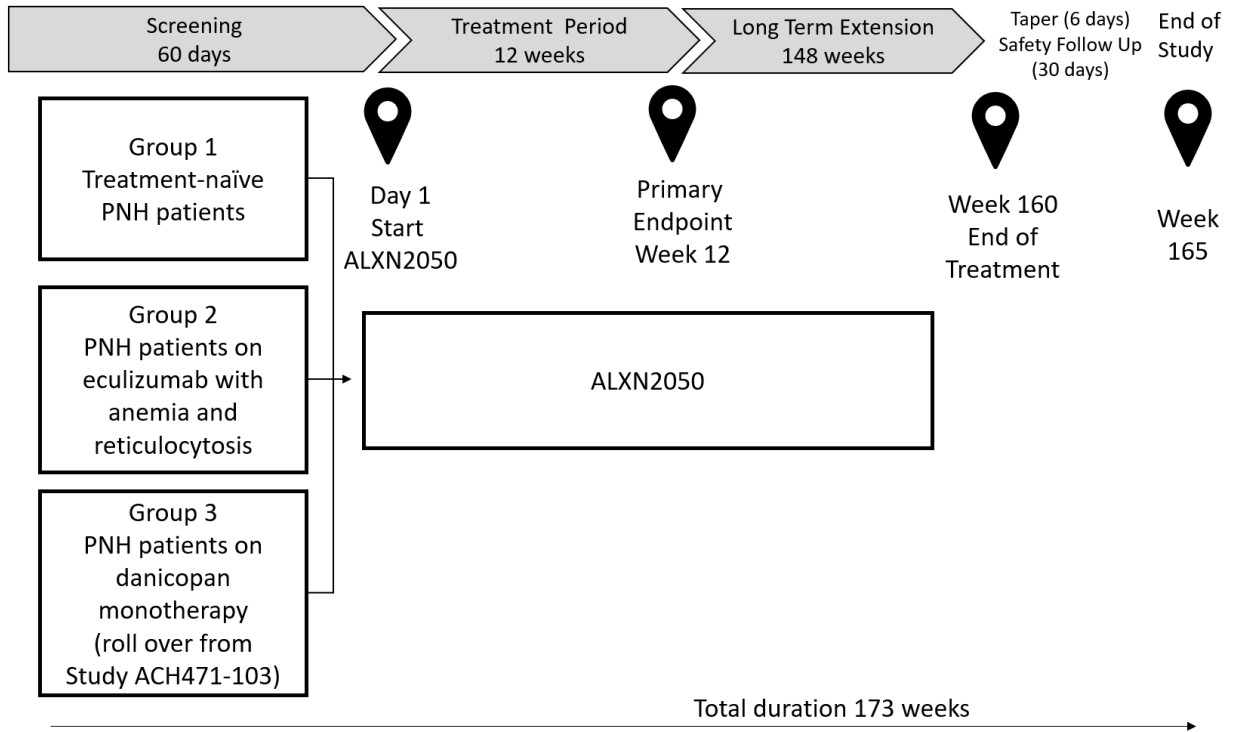 Screening
60 days
Treatment Period
12 weeks
Long Term Extension
148 weeks
Taper (6 days)
Safety Follow Up
(30 days)
End of
Study
Group 1
Treatment-naïve
PNH patients
Day 1
Start
ALXN2050
Primary
Endpoint
Week 12
Week 160
End of
Treatment
Week
165
Group 2
PNH patients on
eculizumab with
anemia and
reticulocytosis
ALXN2050
Group 3
PNH patients on
danicopan
monotherapy
(roll over from
Study ACH471-103)
Total duration 173 weeks